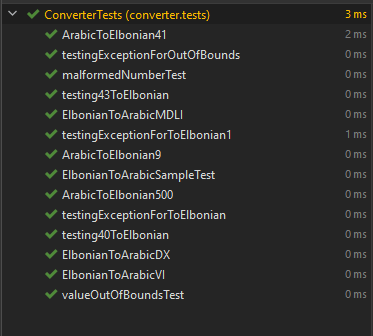 ConverterTests (converter.tests) 3 ms
ArabicToElbonian41 2 ms
testingExceptionForOutOfBounds 0 ms
malformedNumberTest 0 ms
testing43ToElbonian 0 ms
ElbonianToArabicMDLI 0 ms
testingExceptionForToElbonian1 1 ms
ArabicToElbonian9 0 ms
ElbonianToArabicSampleTest 0 ms
ArabicToElbonian500 0 ms
testingExceptionForToElbonian 0 ms
testing40ToElbonian 0 ms
ElbonianToArabicDX 0 ms
ElbonianToArabicVI 0 ms
valueOutOfBoundsTest 0 ms